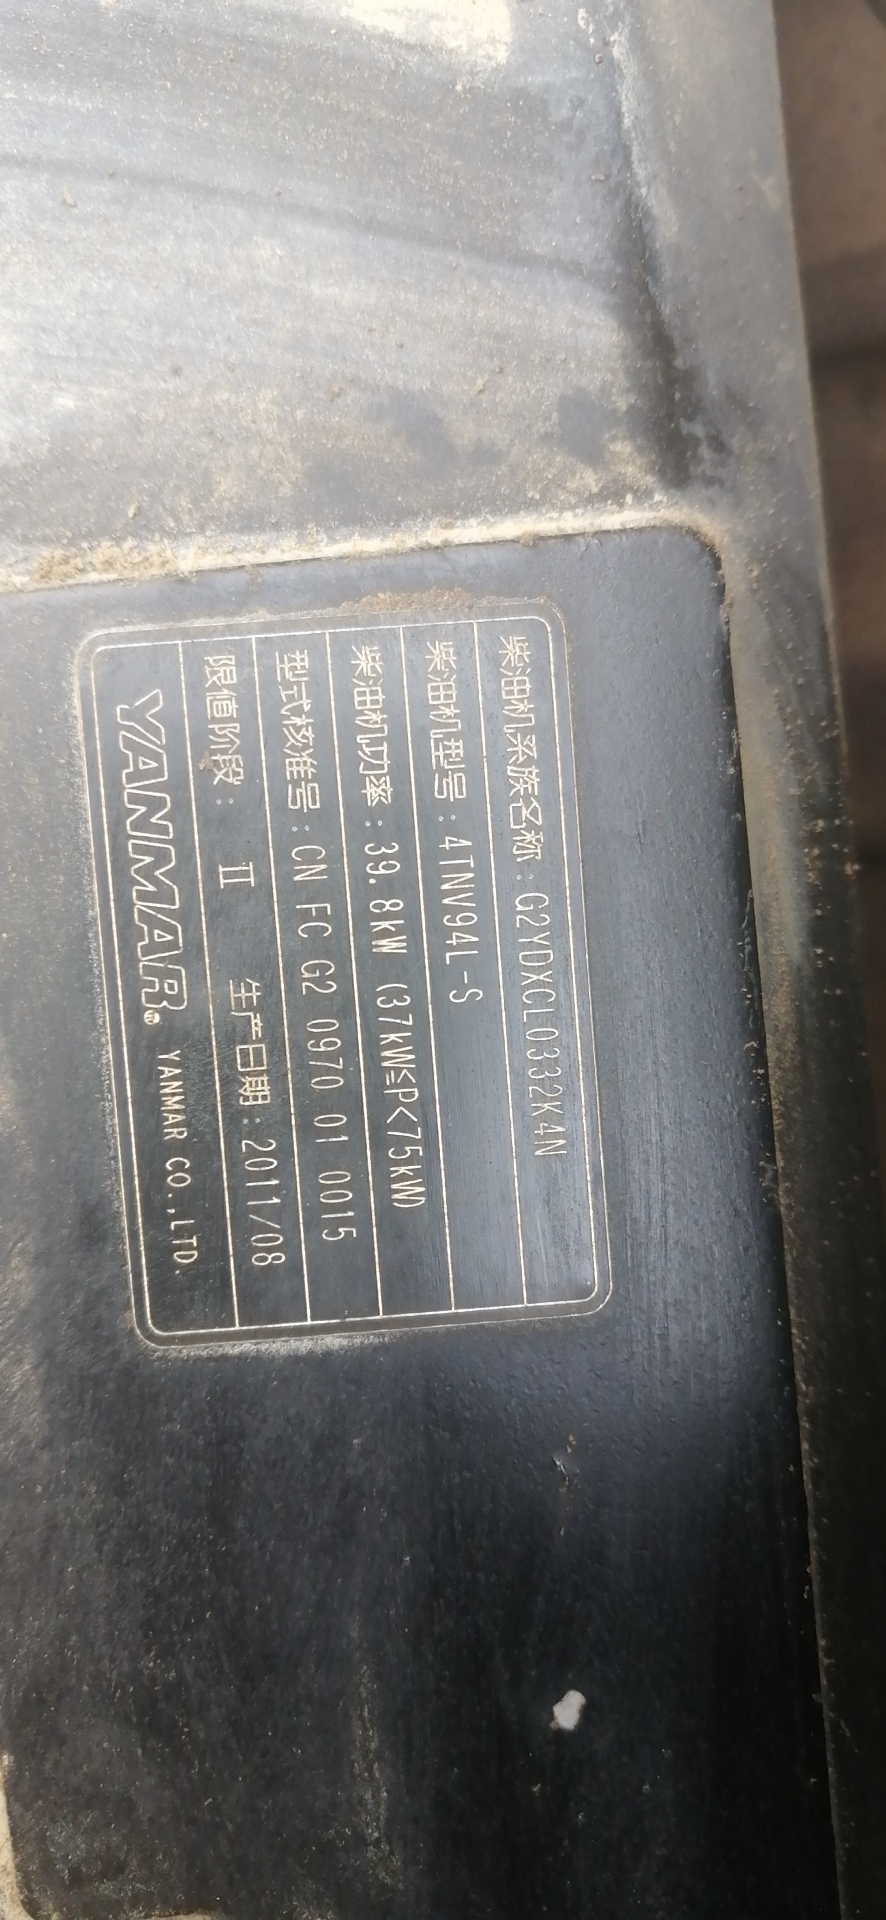 柴油机系族名称:G2YDXCL0332K4N
柴油机型号:4TNV94L-S
柴油机功率:39.8kW (37kW≤P<75kW)
型式核准号:CN FC G2 0970 01 0015
限值阶段: II 生产日期:2011/08
YANMAR® YANMAR CO.,LTD.